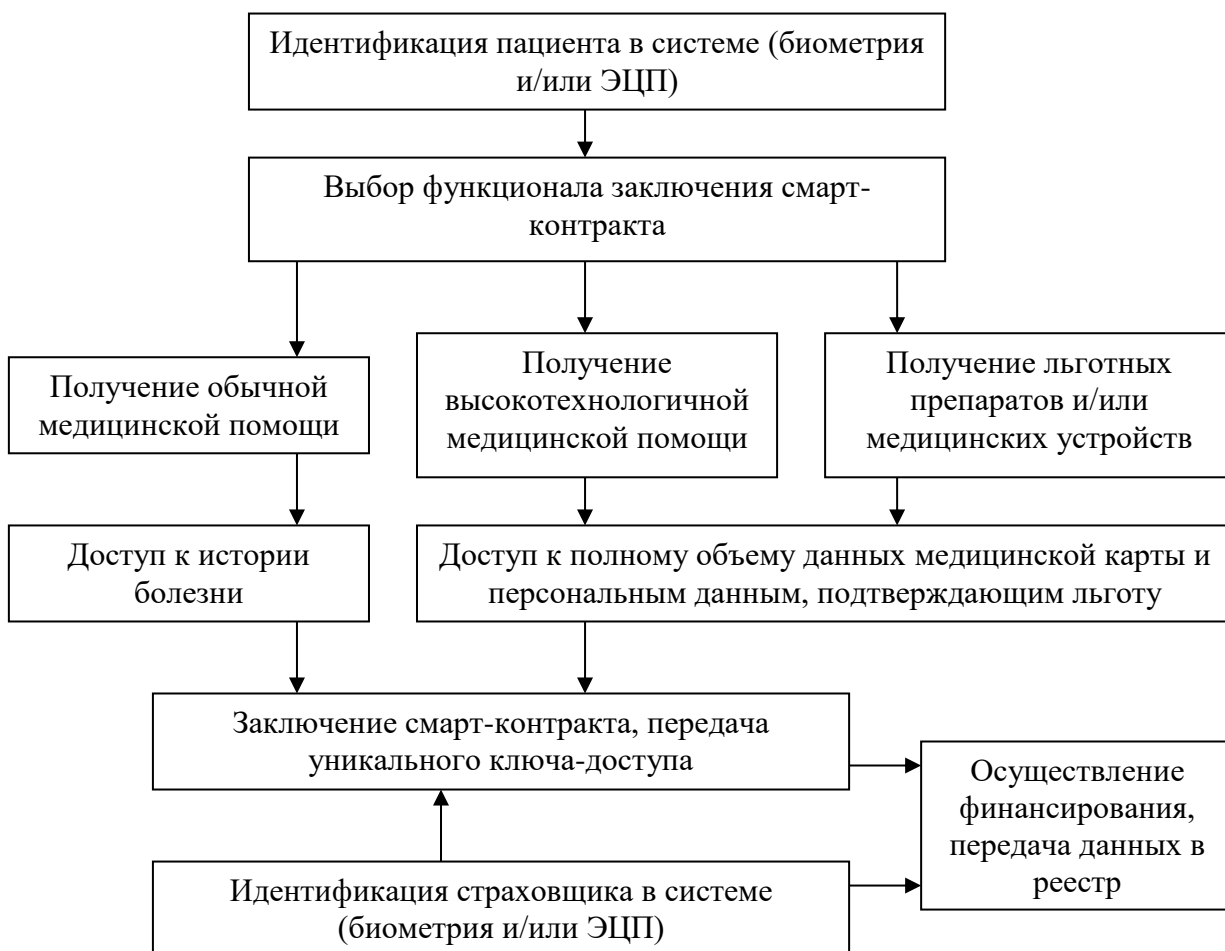 Идентификация пациента в системе (биометрия
и/или ЭЦП)
Выбор функционала заключения смарт-
контракта
Получение обычной
медицинской помощи
Получение
высокотехнологичной
медицинской помощи
Получение льготных
препаратов и/или
медицинских устройств
Доступ к истории
болезни
Доступ к полному объему данных медицинской карты и
персональным данным, подтверждающим льготу
Заключение смарт-контракта, передача
уникального ключа-доступа
Осуществление
финансирования,
передача данных в
реестр
Идентификация страховщика в системе
(биометрия и/или ЭЦП)